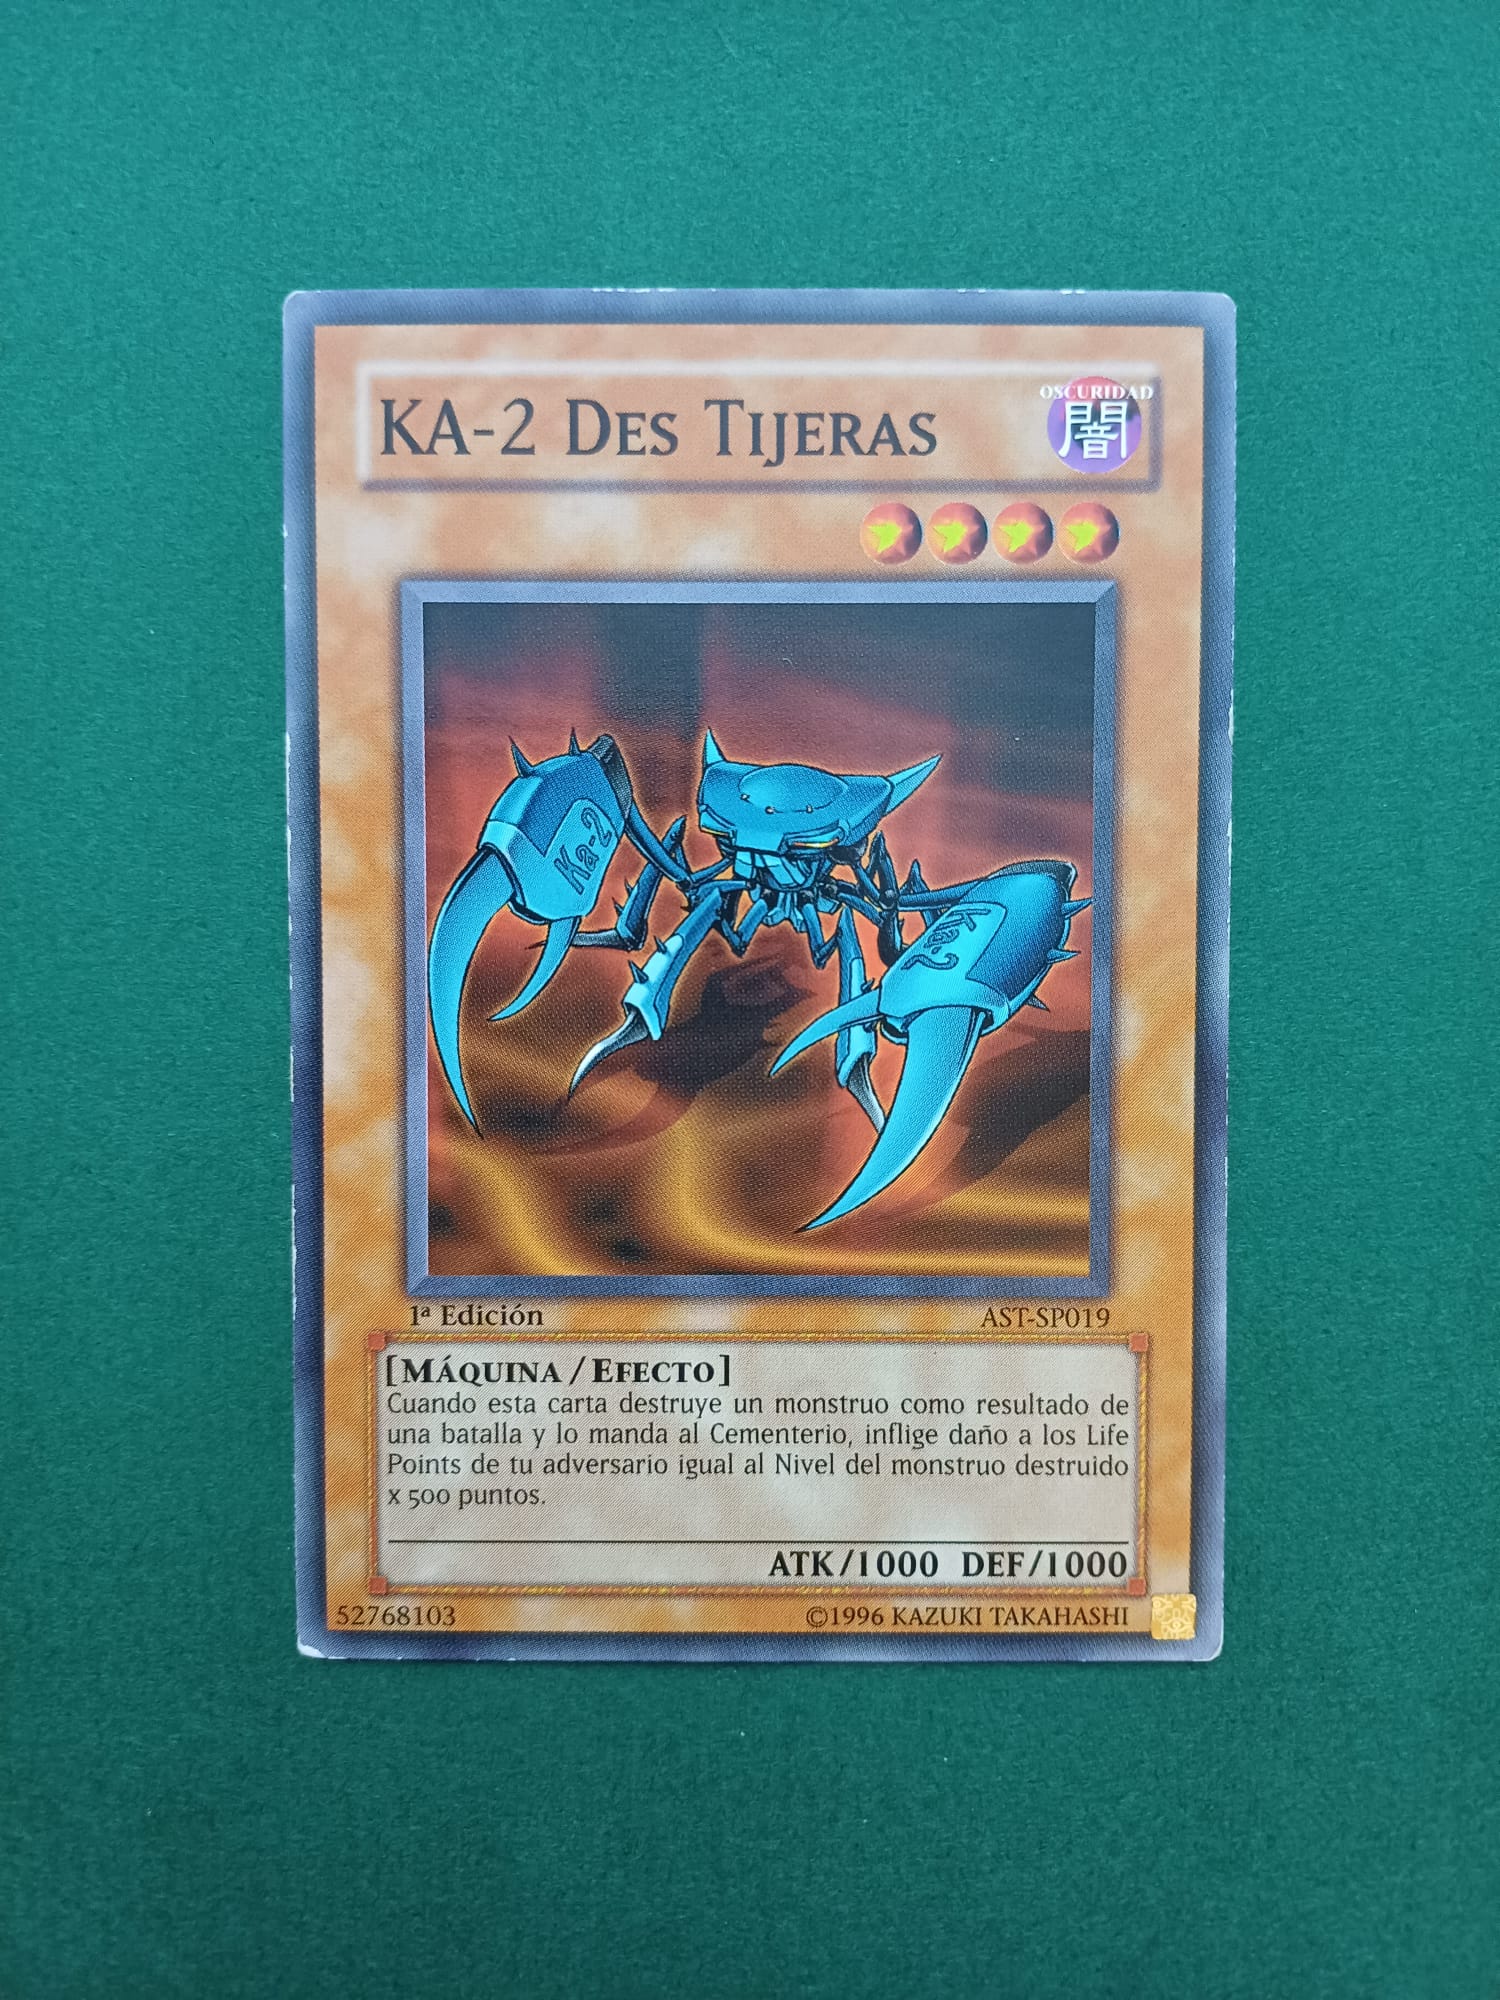 KA-2 DES TIJERAS
OSCURIDAD
闇
Ka-2
Ka-2
1ª Edición
AST-SP019
[MÁQUINA / EFECTO]
Cuando esta carta destruye un monstruo como resultado de
una batalla y lo manda al Cementerio, inflige daño a los Life
Points de tu adversario igual al Nivel del monstruo destruido
x 500 puntos.
ATK/1000 DEF/1000
52768103
©1996 KAZUKI TAKAHASHI